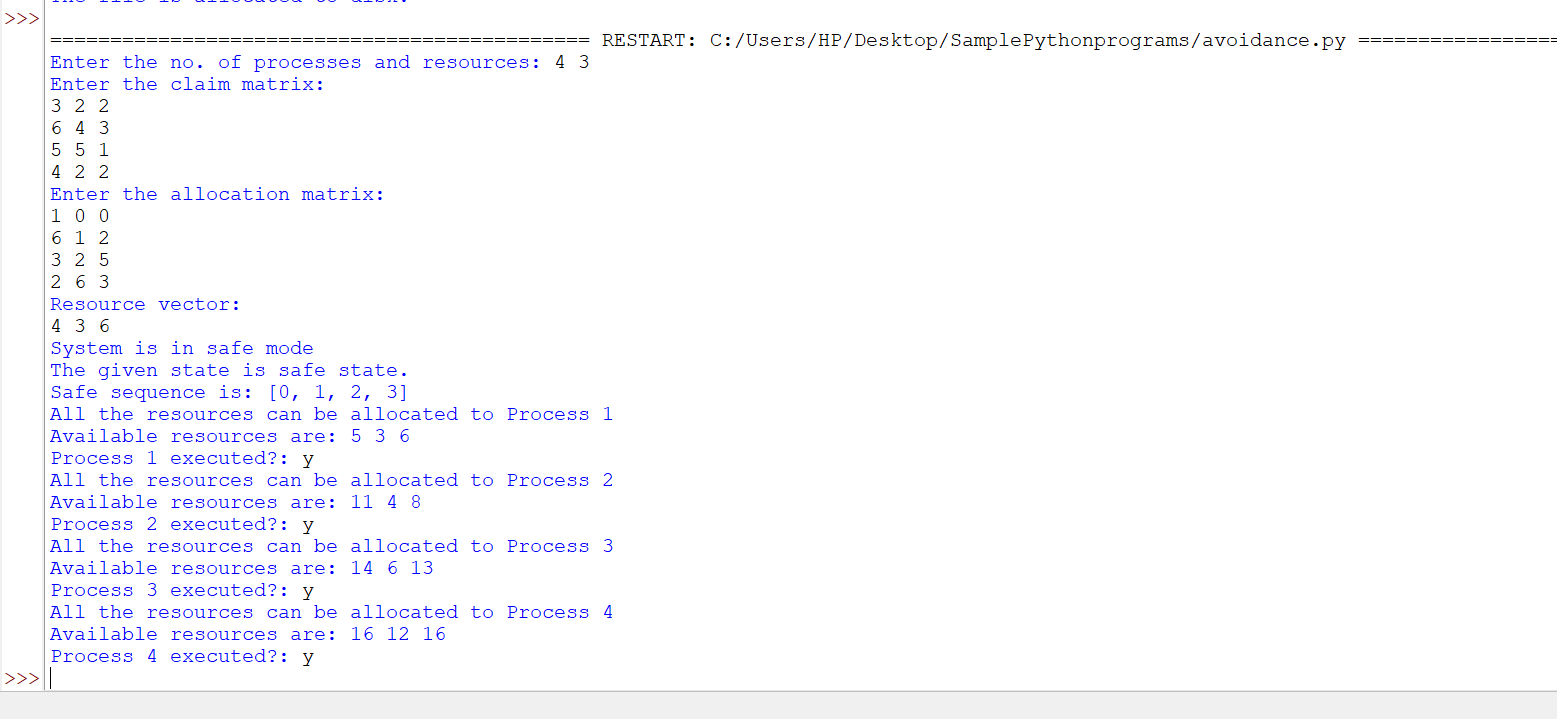 The file is allocated to disk.
>>>
============================================= RESTART: C:/Users/HP/Desktop/SamplePythonprograms/avoidance.py =================
Enter the no. of processes and resources: 4 3
Enter the claim matrix:
3 2 2
6 4 3
5 5 1
4 2 2
Enter the allocation matrix:
1 0 0
6 1 2
3 2 5
2 6 3
Resource vector:
4 3 6
System is in safe mode
The given state is safe state.
Safe sequence is: [0, 1, 2, 3]
All the resources can be allocated to Process 1
Available resources are: 5 3 6
Process 1 executed?: y
All the resources can be allocated to Process 2
Available resources are: 11 4 8
Process 2 executed?: y
All the resources can be allocated to Process 3
Available resources are: 14 6 13
Process 3 executed?: y
All the resources can be allocated to Process 4
Available resources are: 16 12 16
Process 4 executed?: y
>>>